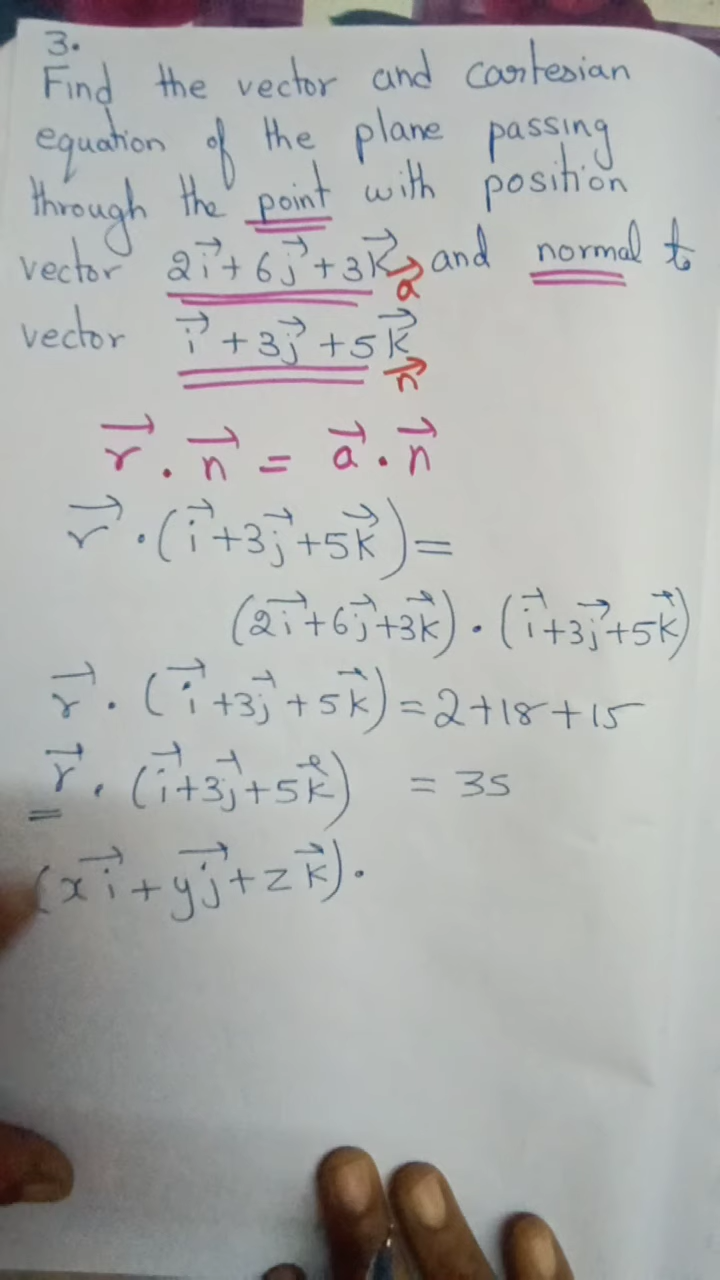 3.
Find the vector and cartesian
equation of the plane passing
through the point with position
vector 2i⃗ + 6j⃗ + 3k⃗ a⃗ and normal to
vector i⃗ + 3j⃗ + 5k⃗ n⃗
r⃗ . n⃗ = a⃗ . n⃗
r⃗ . (i⃗ + 3j⃗ + 5k⃗) =
(2i⃗ + 6j⃗ + 3k⃗) . (i⃗ + 3j⃗ + 5k⃗)
r⃗ . (i⃗ + 3j⃗ + 5k⃗) = 2 + 18 + 15
r⃗ . (i⃗ + 3j⃗ + 5k⃗) = 35
(xi⃗ + yj⃗ + zk⃗) .